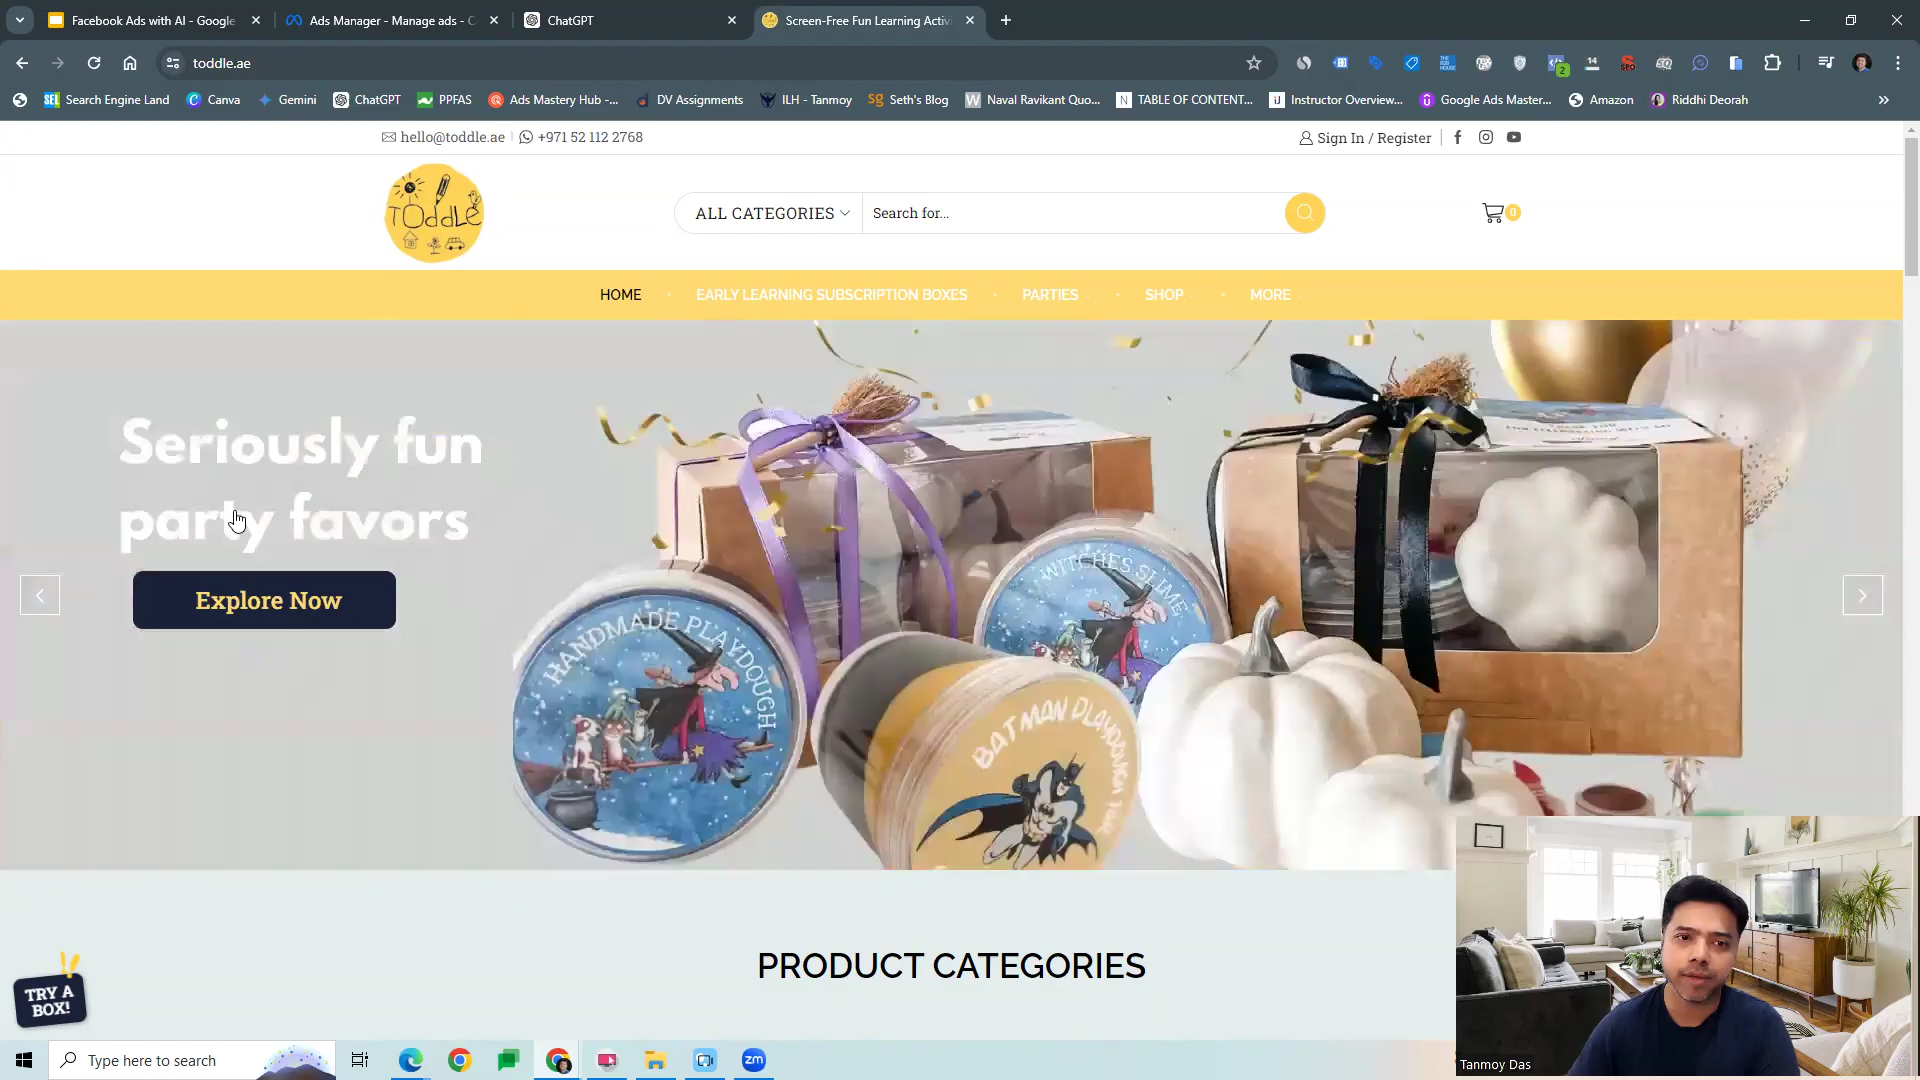 Facebook Ads with AI - Google
Ads Manager - Manage ads - C
ChatGPT
Screen-Free Fun Learning Activi
toddle.ae
2
14
Search Engine Land
Canva
Gemini
ChatGPT
PPFAS
Ads Mastery Hub -...
DV Assignments
ILH - Tanmoy
Seth's Blog
Naval Ravikant Quo...
TABLE OF CONTENT...
Instructor Overview...
Google Ads Master...
Amazon
Riddhi Deorah
hello@toddle.ae
+971 52 112 2768
Sign In / Register
TOddLE
ALL CATEGORIES
Search for...
0
HOME
EARLY LEARNING SUBSCRIPTION BOXES
PARTIES
SHOP
MORE
Seriously fun
party favors
Explore Now
HANDMADE PLAYDOUGH
WITCHES SLIME
BATMAN PLAYDOUGH
PRODUCT CATEGORIES
TRY A
BOX!
Tanmoy Das
Type here to search
zm